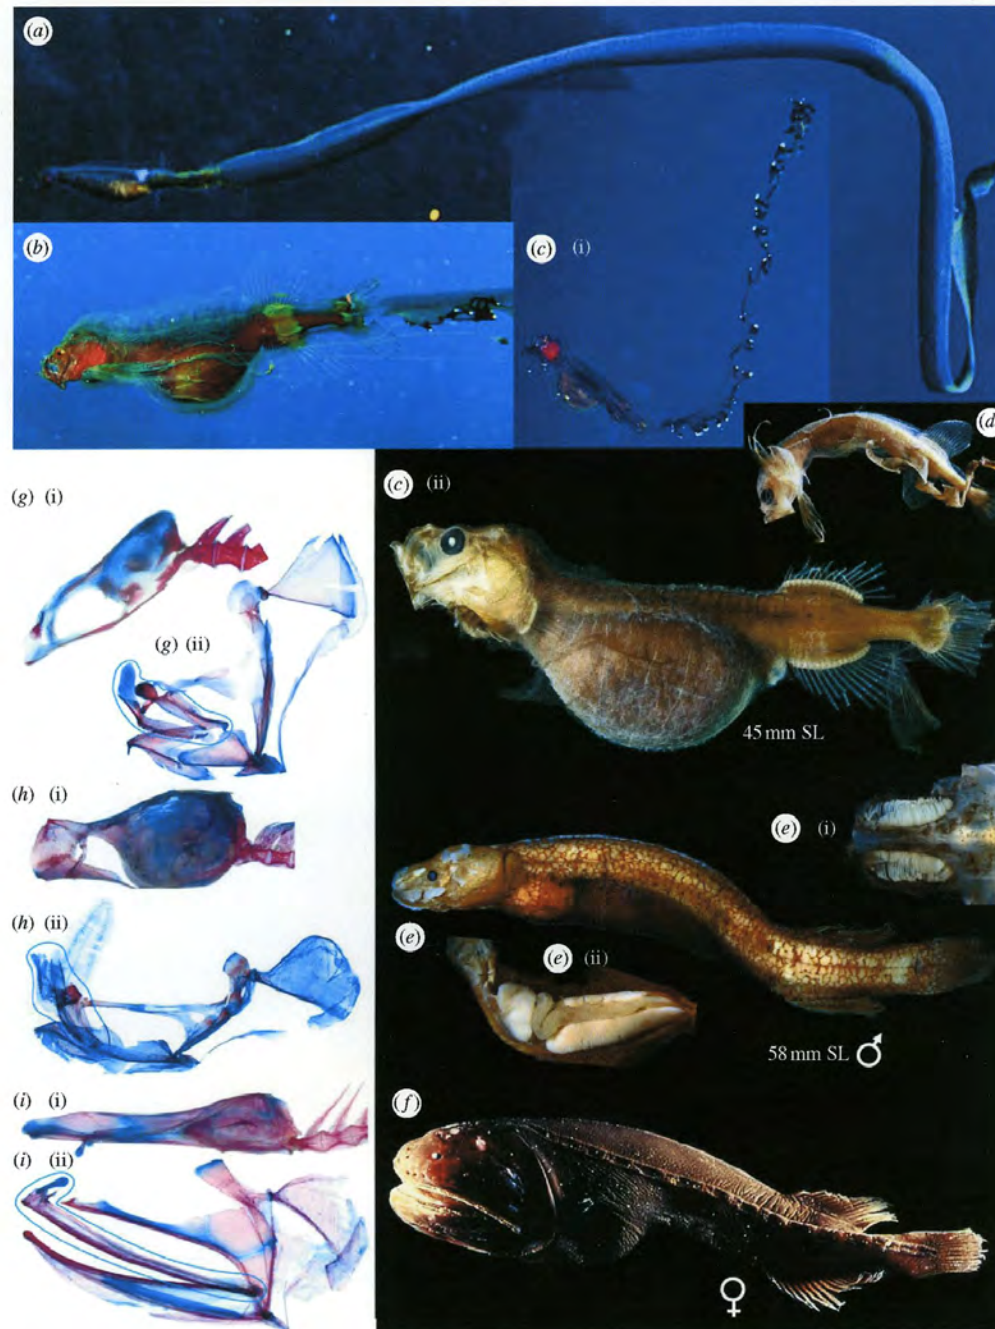 (a)
(b)
(c) (i)
(d)
(g) (i)
(c) (ii)
(g) (ii)
45 mm SL
(h) (i)
(e) (i)
(h) (ii)
(e)
(e) (ii)
58 mm SL ♂
(i) (i)
(f)
(i) (ii)
♀